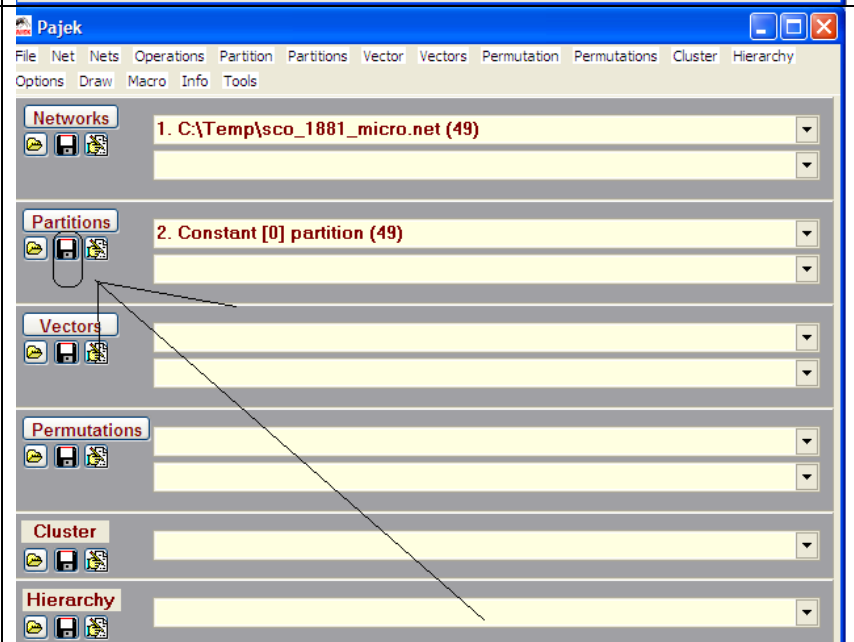 Pajek
File Net Nets Operations Partition Partitions Vector Vectors Permutation Permutations Cluster Hierarchy
Options Draw Macro Info Tools
Networks
1. C:\Temp\sco_1881_micro.net (49)
Partitions
2. Constant [0] partition (49)
Vectors
Permutations
Cluster
Hierarchy